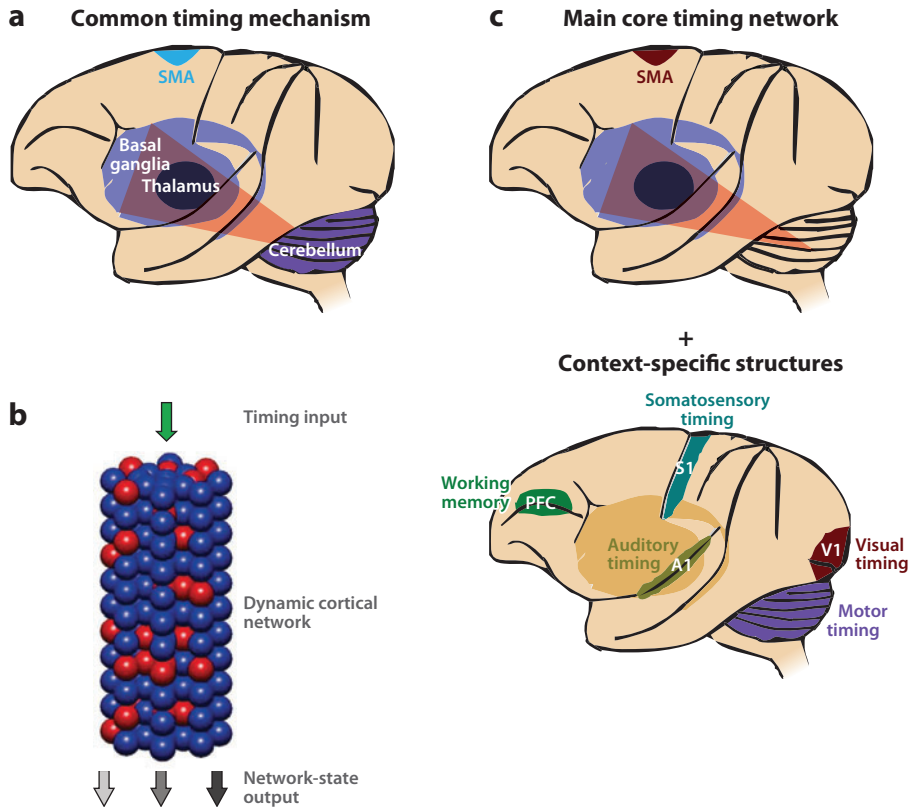 a
Common timing mechanism
SMA
Basal
ganglia
Thalamus
Cerebellum
b
Timing input
Dynamic cortical
network
Network-state
output
c
Main core timing network
SMA
+
Context-specific structures
Somatosensory
timing
S1
Working
memory
PFC
Auditory
timing
A1
V1
Visual
timing
Motor
timing